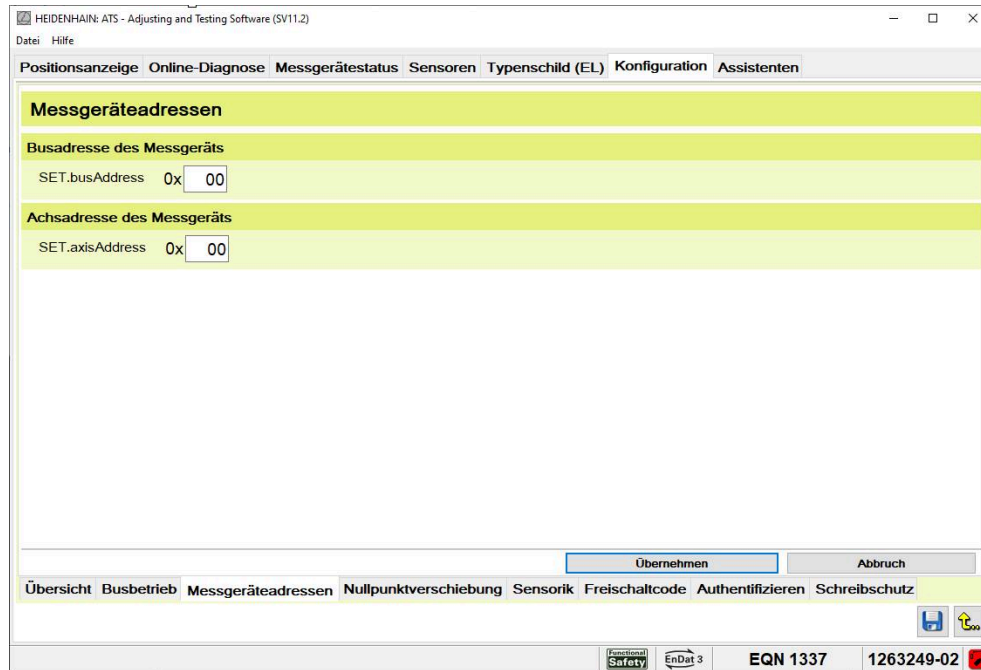 HEIDENHAIN: ATS - Adjusting and Testing Software (SV11.2)
Datei Hilfe
Positionsanzeige Online-Diagnose Messgerätestatus Sensoren Typenschild (EL) Konfiguration Assistenten
Messgeräteadressen
Busadresse des Messgeräts
SET.busAddress 0x 00
Achsadresse des Messgeräts
SET.axisAddress 0x 00
Übernehmen Abbruch
Übersicht Busbetrieb Messgeräteadressen Nullpunktverschiebung Sensorik Freischaltcode Authentifizieren Schreibschutz
Functional Safety EnDat 3 EQN 1337 1263249-02